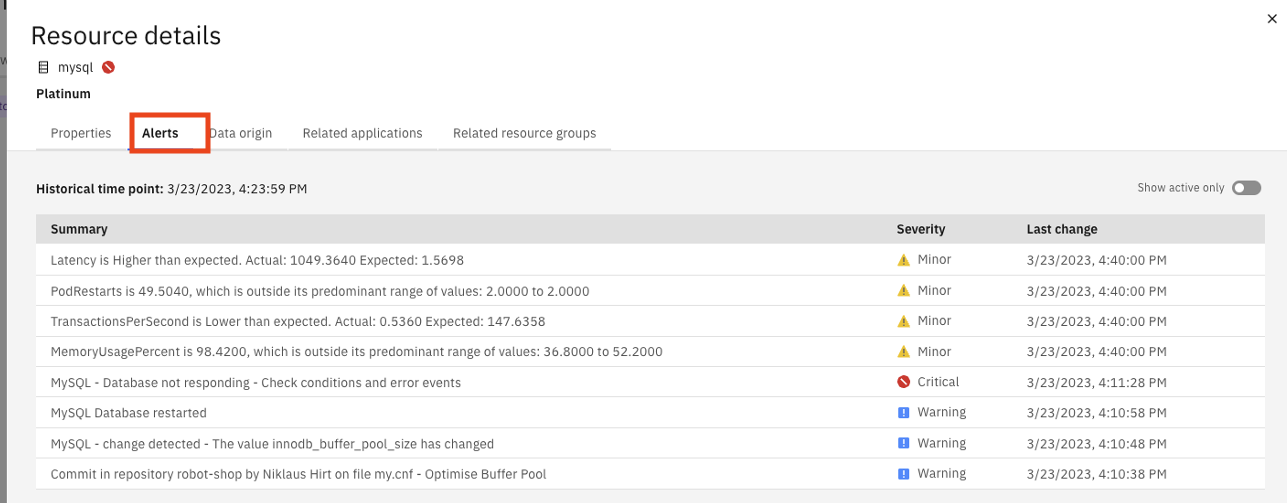 Resource details
mysql
Platinum
Properties Alerts Data origin Related applications Related resource groups
Historical time point: 3/23/2023, 4:23:59 PM Show active only
Summary Severity Last change
Latency is Higher than expected. Actual: 1049.3640 Expected: 1.5698 Minor 3/23/2023, 4:40:00 PM
PodRestarts is 49.5040, which is outside its predominant range of values: 2.0000 to 2.0000 Minor 3/23/2023, 4:40:00 PM
TransactionsPerSecond is Lower than expected. Actual: 0.5360 Expected: 147.6358 Minor 3/23/2023, 4:40:00 PM
MemoryUsagePercent is 98.4200, which is outside its predominant range of values: 36.8000 to 52.2000 Minor 3/23/2023, 4:40:00 PM
MySQL - Database not responding - Check conditions and error events Critical 3/23/2023, 4:11:28 PM
MySQL Database restarted Warning 3/23/2023, 4:10:58 PM
MySQL - change detected - The value innodb_buffer_pool_size has changed Warning 3/23/2023, 4:10:48 PM
Commit in repository robot-shop by Niklaus Hirt on file my.cnf - Optimise Buffer Pool Warning 3/23/2023, 4:10:38 PM